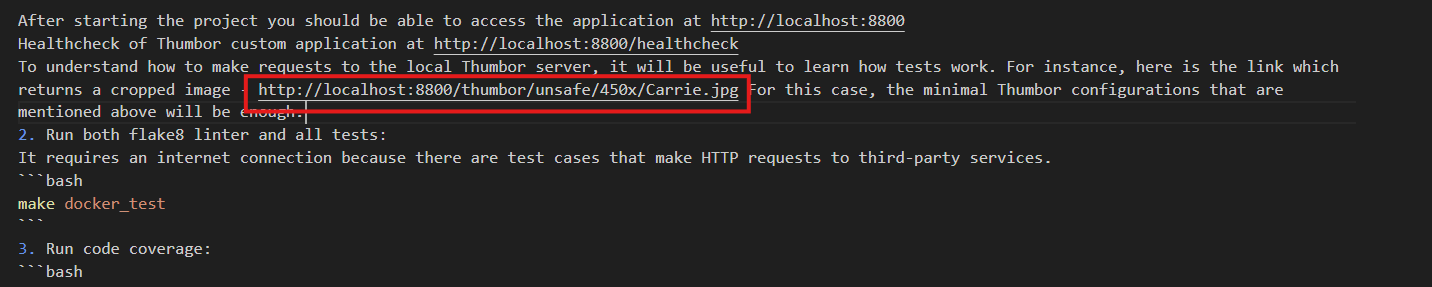 After starting the project you should be able to access the application at http://localhost:8800
Healthcheck of Thumbor custom application at http://localhost:8800/healthcheck
To understand how to make requests to the local Thumbor server, it will be useful to learn how tests work. For instance, here is the link which
returns a cropped image - http://localhost:8800/thumbor/unsafe/450x/Carrie.jpg For this case, the minimal Thumbor configurations that are
mentioned above will be enough.
2. Run both flake8 linter and all tests:
It requires an internet connection because there are test cases that make HTTP requests to third-party services.
```bash
make docker_test
```
3. Run code coverage:
```bash